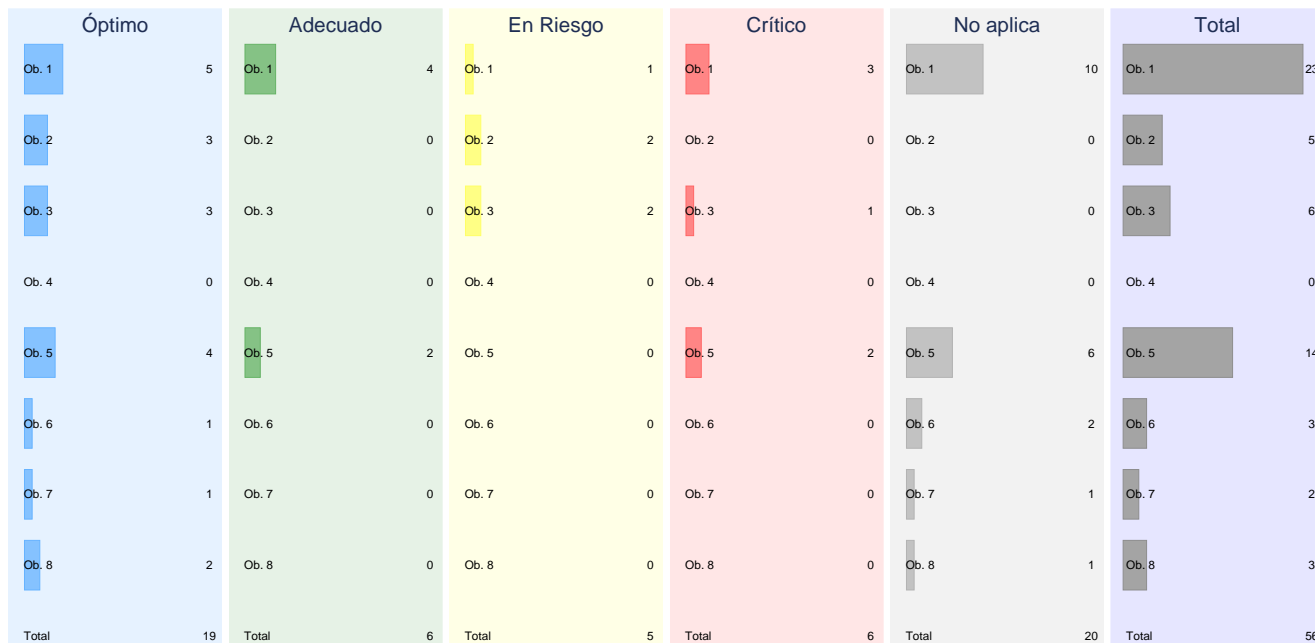 Óptimo Adecuado En Riesgo Crítico No aplica Total
Ob. 1 5 Ob. 1 4 Ob. 1 1 Ob. 1 3 Ob. 1 10 Ob. 1 23
Ob. 2 3 Ob. 2 0 Ob. 2 2 Ob. 2 0 Ob. 2 0 Ob. 2 5
Ob. 3 3 Ob. 3 0 Ob. 3 2 Ob. 3 1 Ob. 3 0 Ob. 3 6
Ob. 4 0 Ob. 4 0 Ob. 4 0 Ob. 4 0 Ob. 4 0 Ob. 4 0
Ob. 5 4 Ob. 5 2 Ob. 5 0 Ob. 5 2 Ob. 5 6 Ob. 5 14
Ob. 6 1 Ob. 6 0 Ob. 6 0 Ob. 6 0 Ob. 6 2 Ob. 6 3
Ob. 7 1 Ob. 7 0 Ob. 7 0 Ob. 7 0 Ob. 7 1 Ob. 7 2
Ob. 8 2 Ob. 8 0 Ob. 8 0 Ob. 8 0 Ob. 8 1 Ob. 8 3
Total 19 Total 6 Total 5 Total 6 Total 20 Total 56